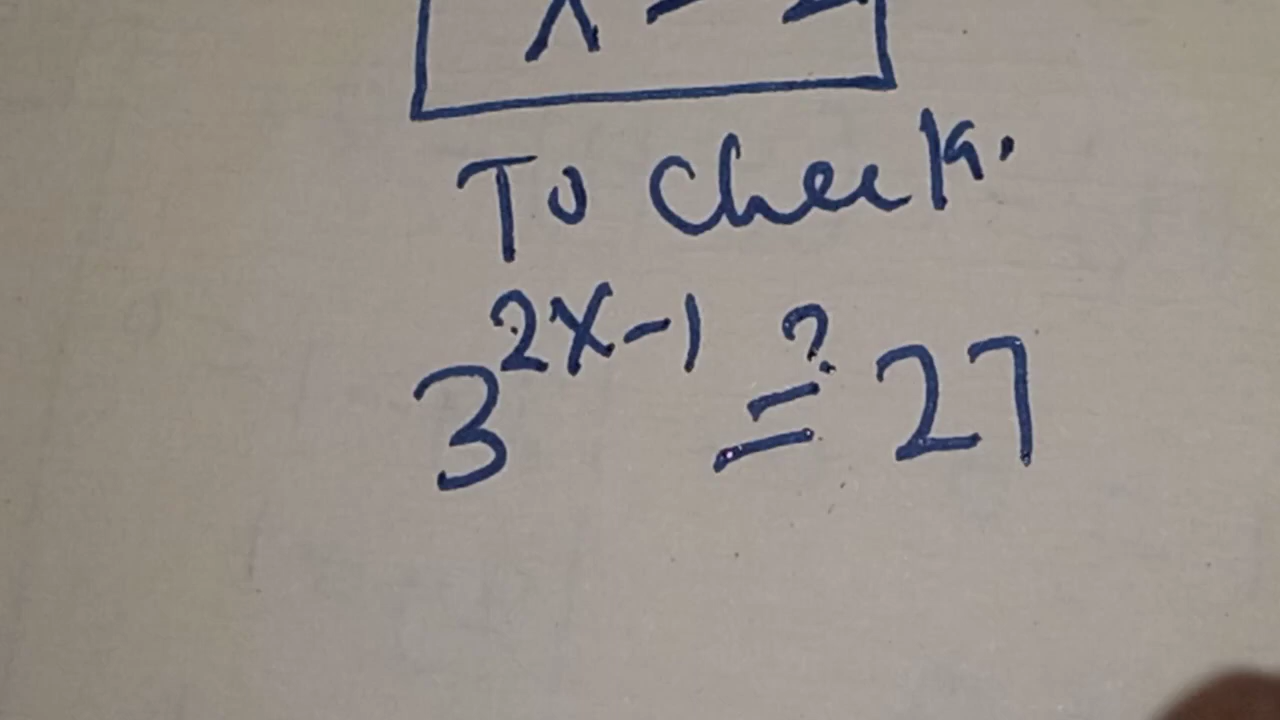 To check.
3^{2x-1} ?= 27